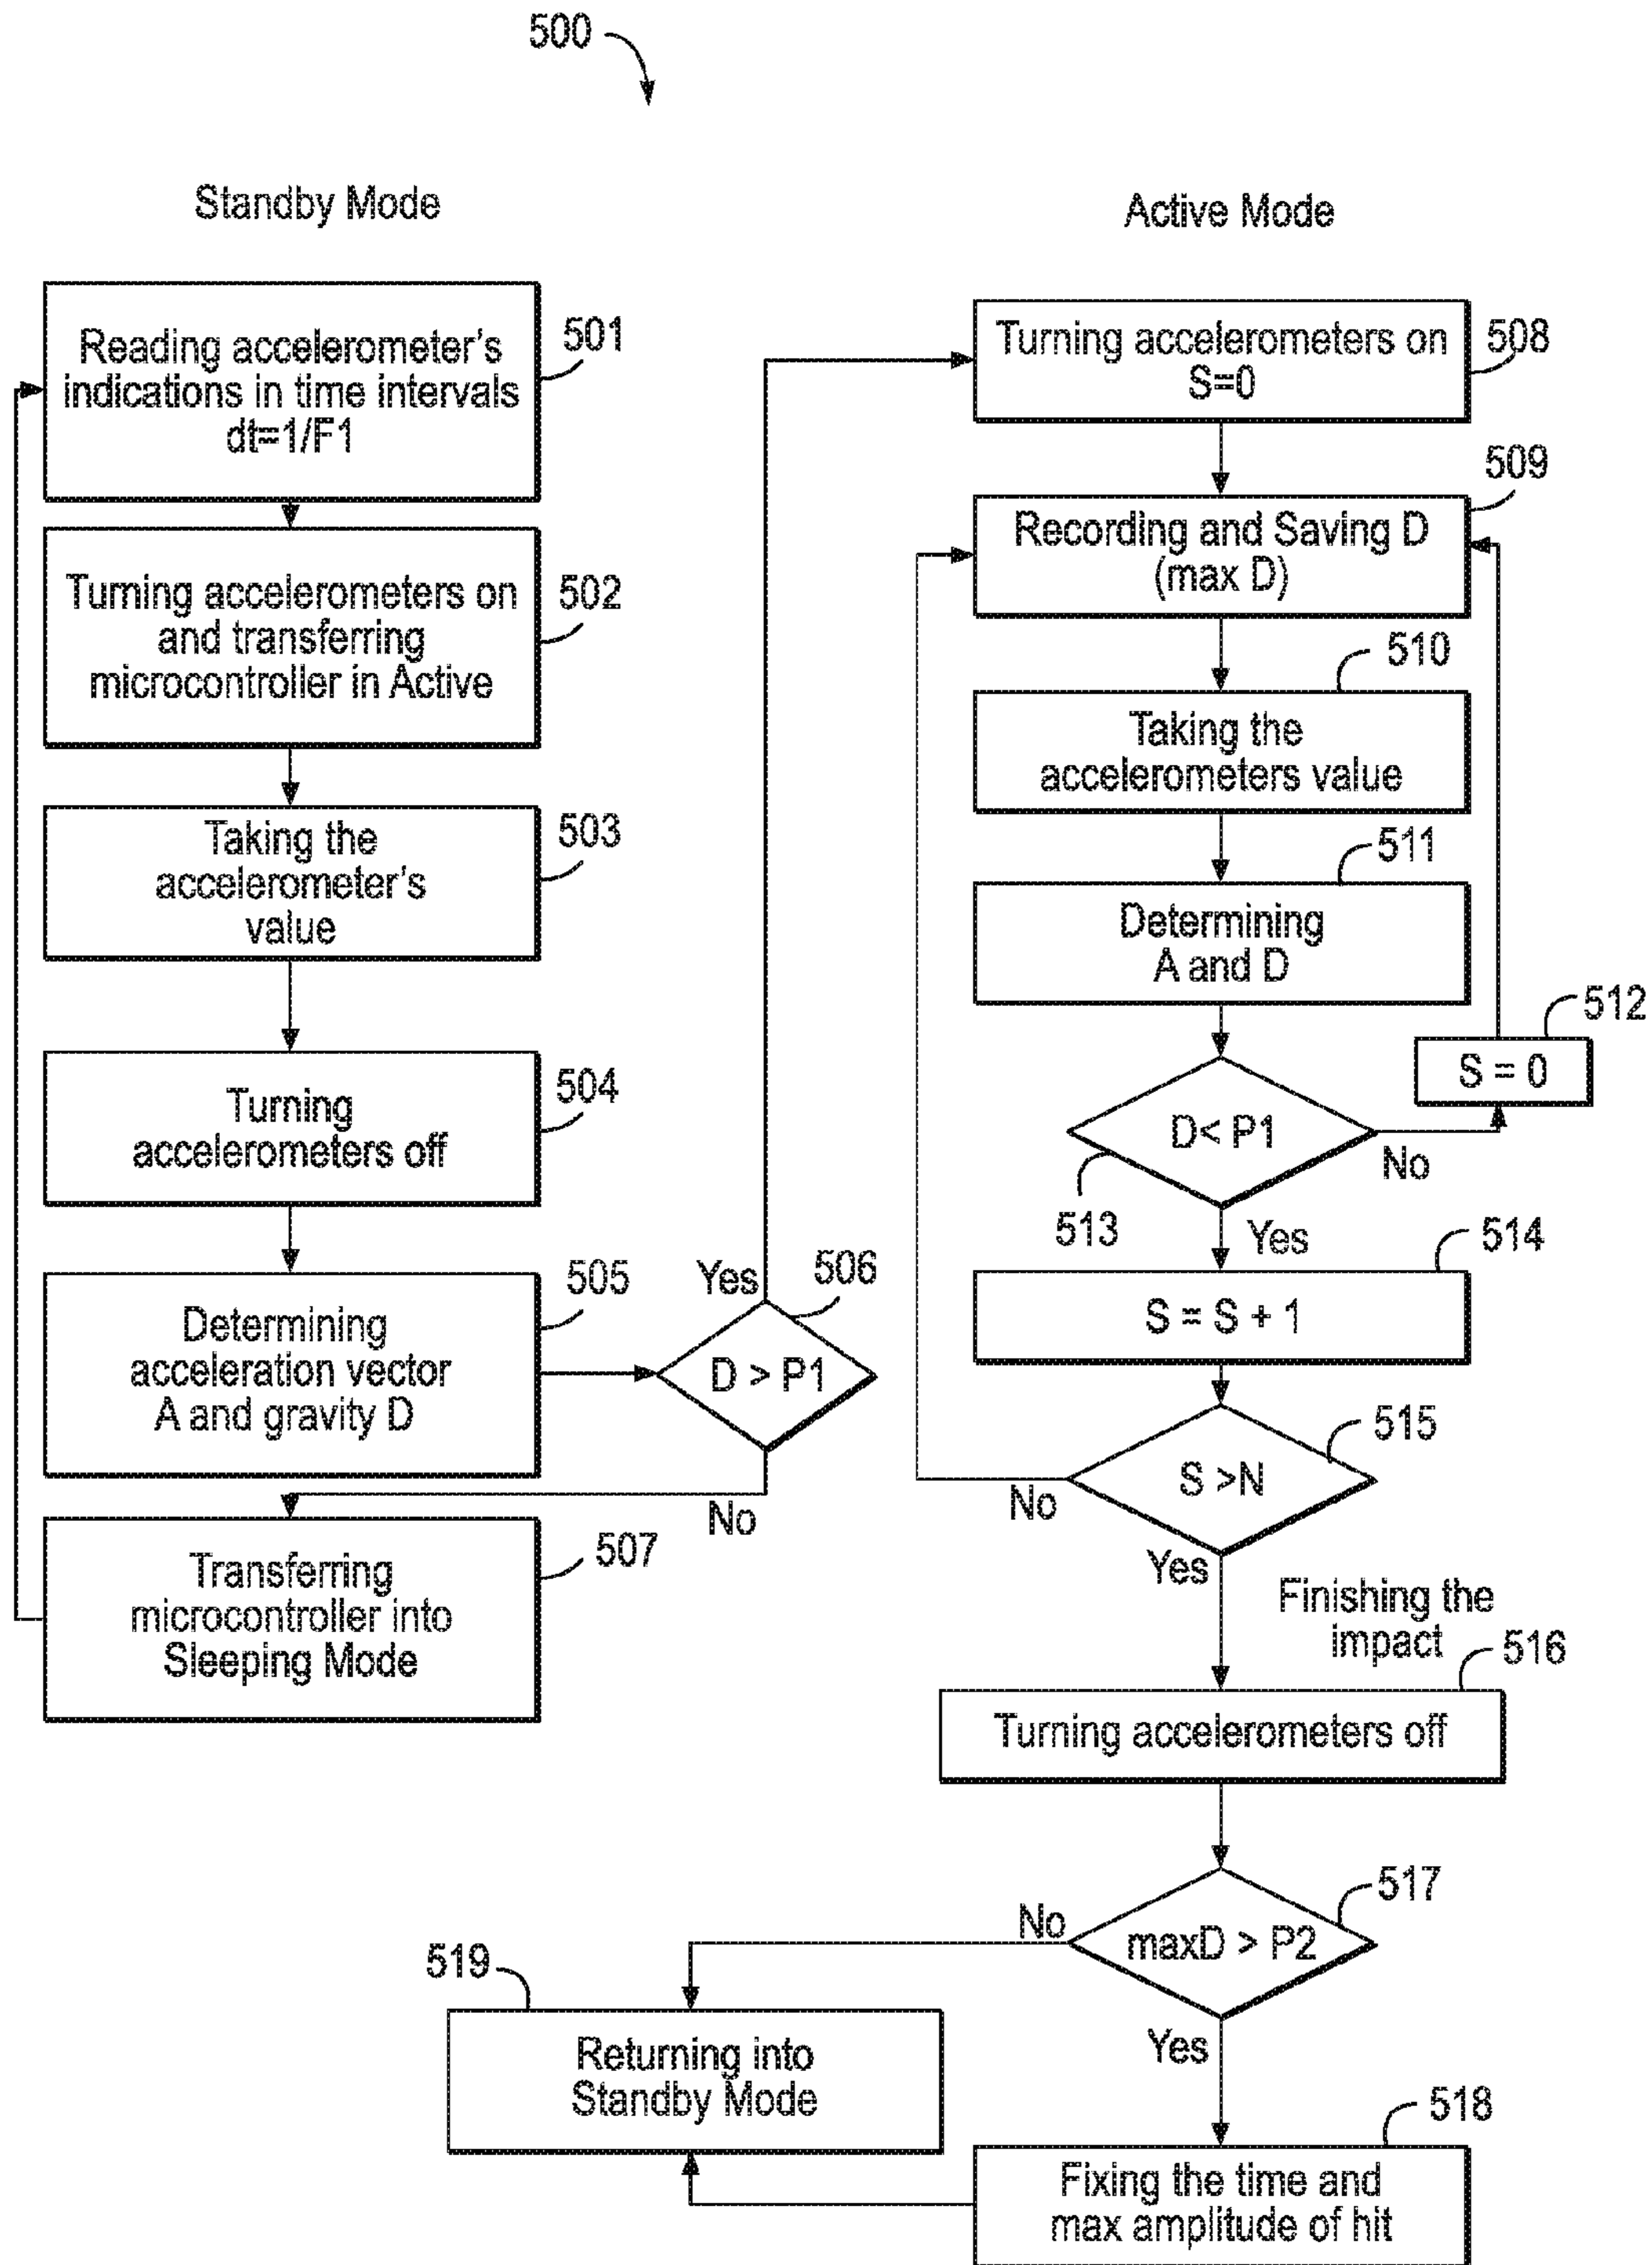 500
Standby Mode
Reading accelerometer's
indications in time intervals
dt=1/F1
501
Turning accelerometers on
and transferring
microcontroller in Active
502
Taking the
accelerometer's
value
503
Turning
accelerometers off
504
Determining
acceleration vector
A and gravity D
505
Yes
506
D > P1
No
Transferring
microcontroller into
Sleeping Mode
507
Active Mode
Turning accelerometers on
S=0
508
509
Recording and Saving D
(max D)
510
Taking the
accelerometers value
511
Determining
A and D
512
S = 0
D< P1
No
513
Yes
514
S = S + 1
515
S >N
No
Yes
Finishing the
impact
516
Turning accelerometers off
517
No
maxD > P2
519
Returning into
Standby Mode
Yes
518
Fixing the time and
max amplitude of hit